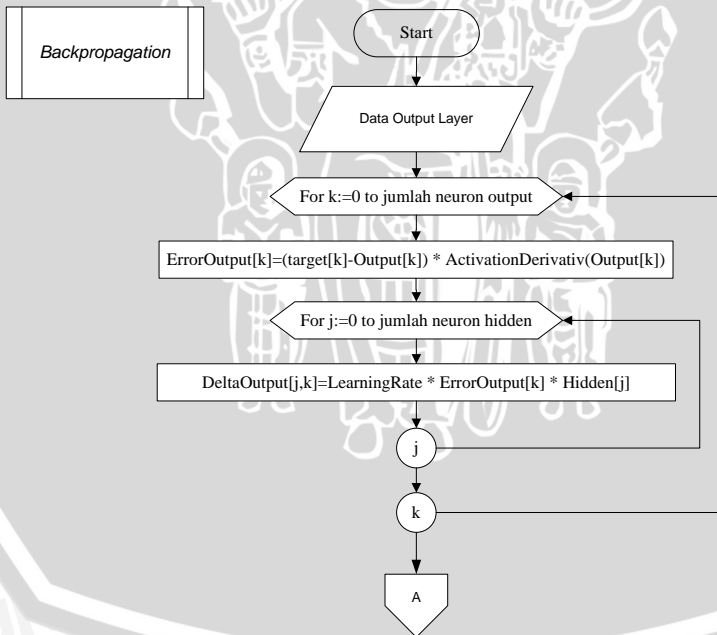 Backpropagation
Start
Data Output Layer
For k:=0 to jumlah neuron output
ErrorOutput[k]=(target[k]-Output[k]) * ActivationDerivativ(Output[k])
For j:=0 to jumlah neuron hidden
DeltaOutput[j,k]=LearningRate * ErrorOutput[k] * Hidden[j]
j
k
A